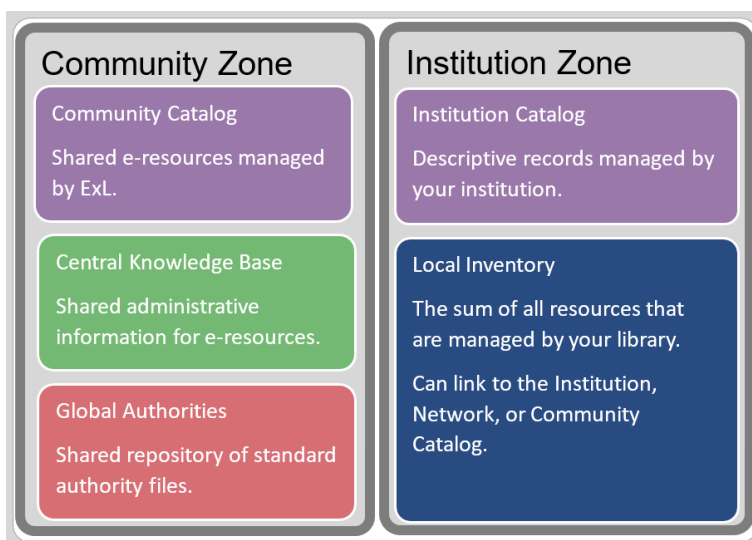 Community Zone
Community Catalog
Shared e-resources managed
by ExL.
Central Knowledge Base
Shared administrative
information for e-resources.
Global Authorities
Shared repository of standard
authority files.
Institution Zone
Institution Catalog
Descriptive records managed by
your institution.
Local Inventory
The sum of all resources that
are managed by your library.
Can link to the Institution,
Network, or Community
Catalog.